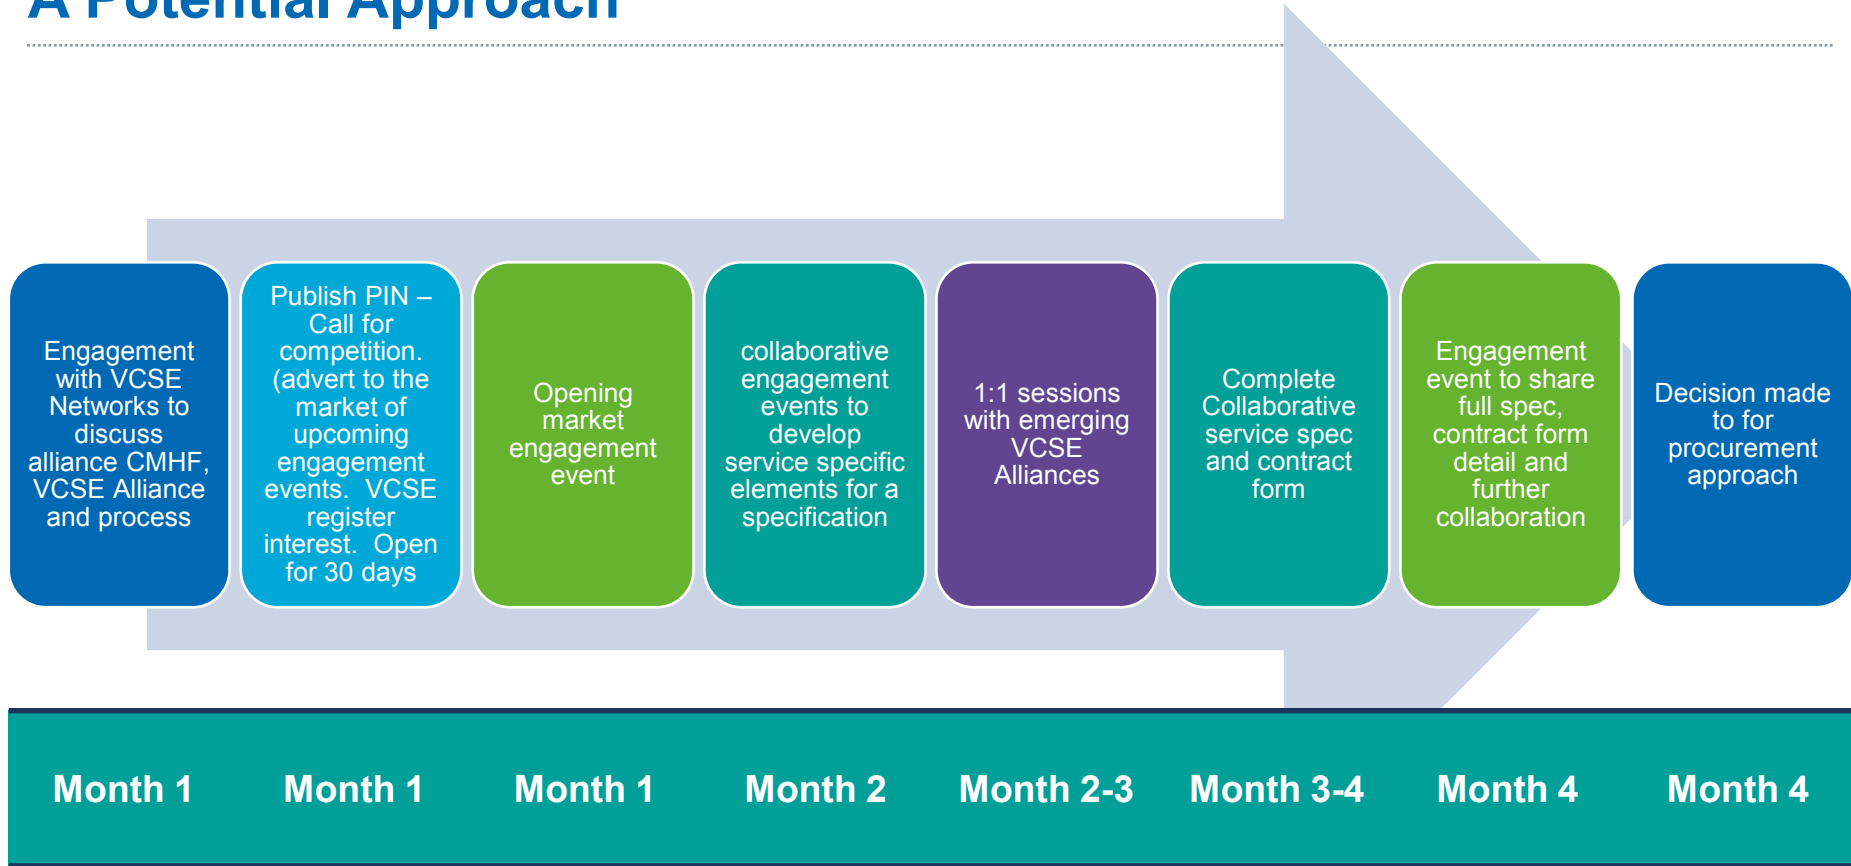 A Potential Approach
Engagement
with VCSE
Networks to
discuss
alliance CMHF,
VCSE Alliance
and process
Publish PIN –
Call for
competition.
(advert to the
market of
upcoming
engagement
events.  VCSE
register
interest.  Open
for 30 days
Opening
market
engagement
event
collaborative
engagement
events to
develop
service specific
elements for a
specification
1:1 sessions
with emerging
VCSE
Alliances
Complete
Collaborative
service spec
and contract
form
Engagement
event to share
full spec,
contract form
detail and
further
collaboration
Decision made
to for
procurement
approach
Month 1
Month 1
Month 1
Month 2
Month 2-3
Month 3-4
Month 4
Month 4